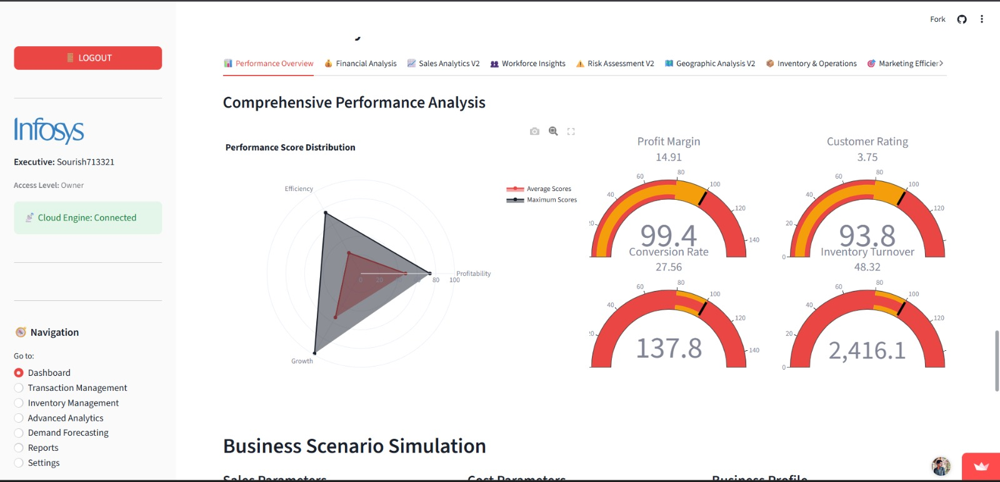 Fork
LOGOUT
Infosys
Executive: Sourish713321
Access Level: Owner
Cloud Engine: Connected
Navigation
Go to:
Dashboard
Transaction Management
Inventory Management
Advanced Analytics
Demand Forecasting
Reports
Settings
Performance Overview
Financial Analysis
Sales Analytics V2
Workforce Insights
Risk Assessment V2
Geographic Analysis V2
Inventory & Operations
Marketing Efficier
Comprehensive Performance Analysis
Performance Score Distribution
Efficiency
Profitability
Growth
0 20 80 100
Average Scores
Maximum Scores
Profit Margin
14.91
20 40 60 80 100 120 140
99.4
Customer Rating
3.75
0 20 40 60 80 100 120
93.8
Conversion Rate
27.56
20 40 60 80 100 120 140
137.8
Inventory Turnover
48.32
0 20 40 60 80 100 120
2,416.1
Business Scenario Simulation
Sales Parameters
Cost Parameters
Business Profile